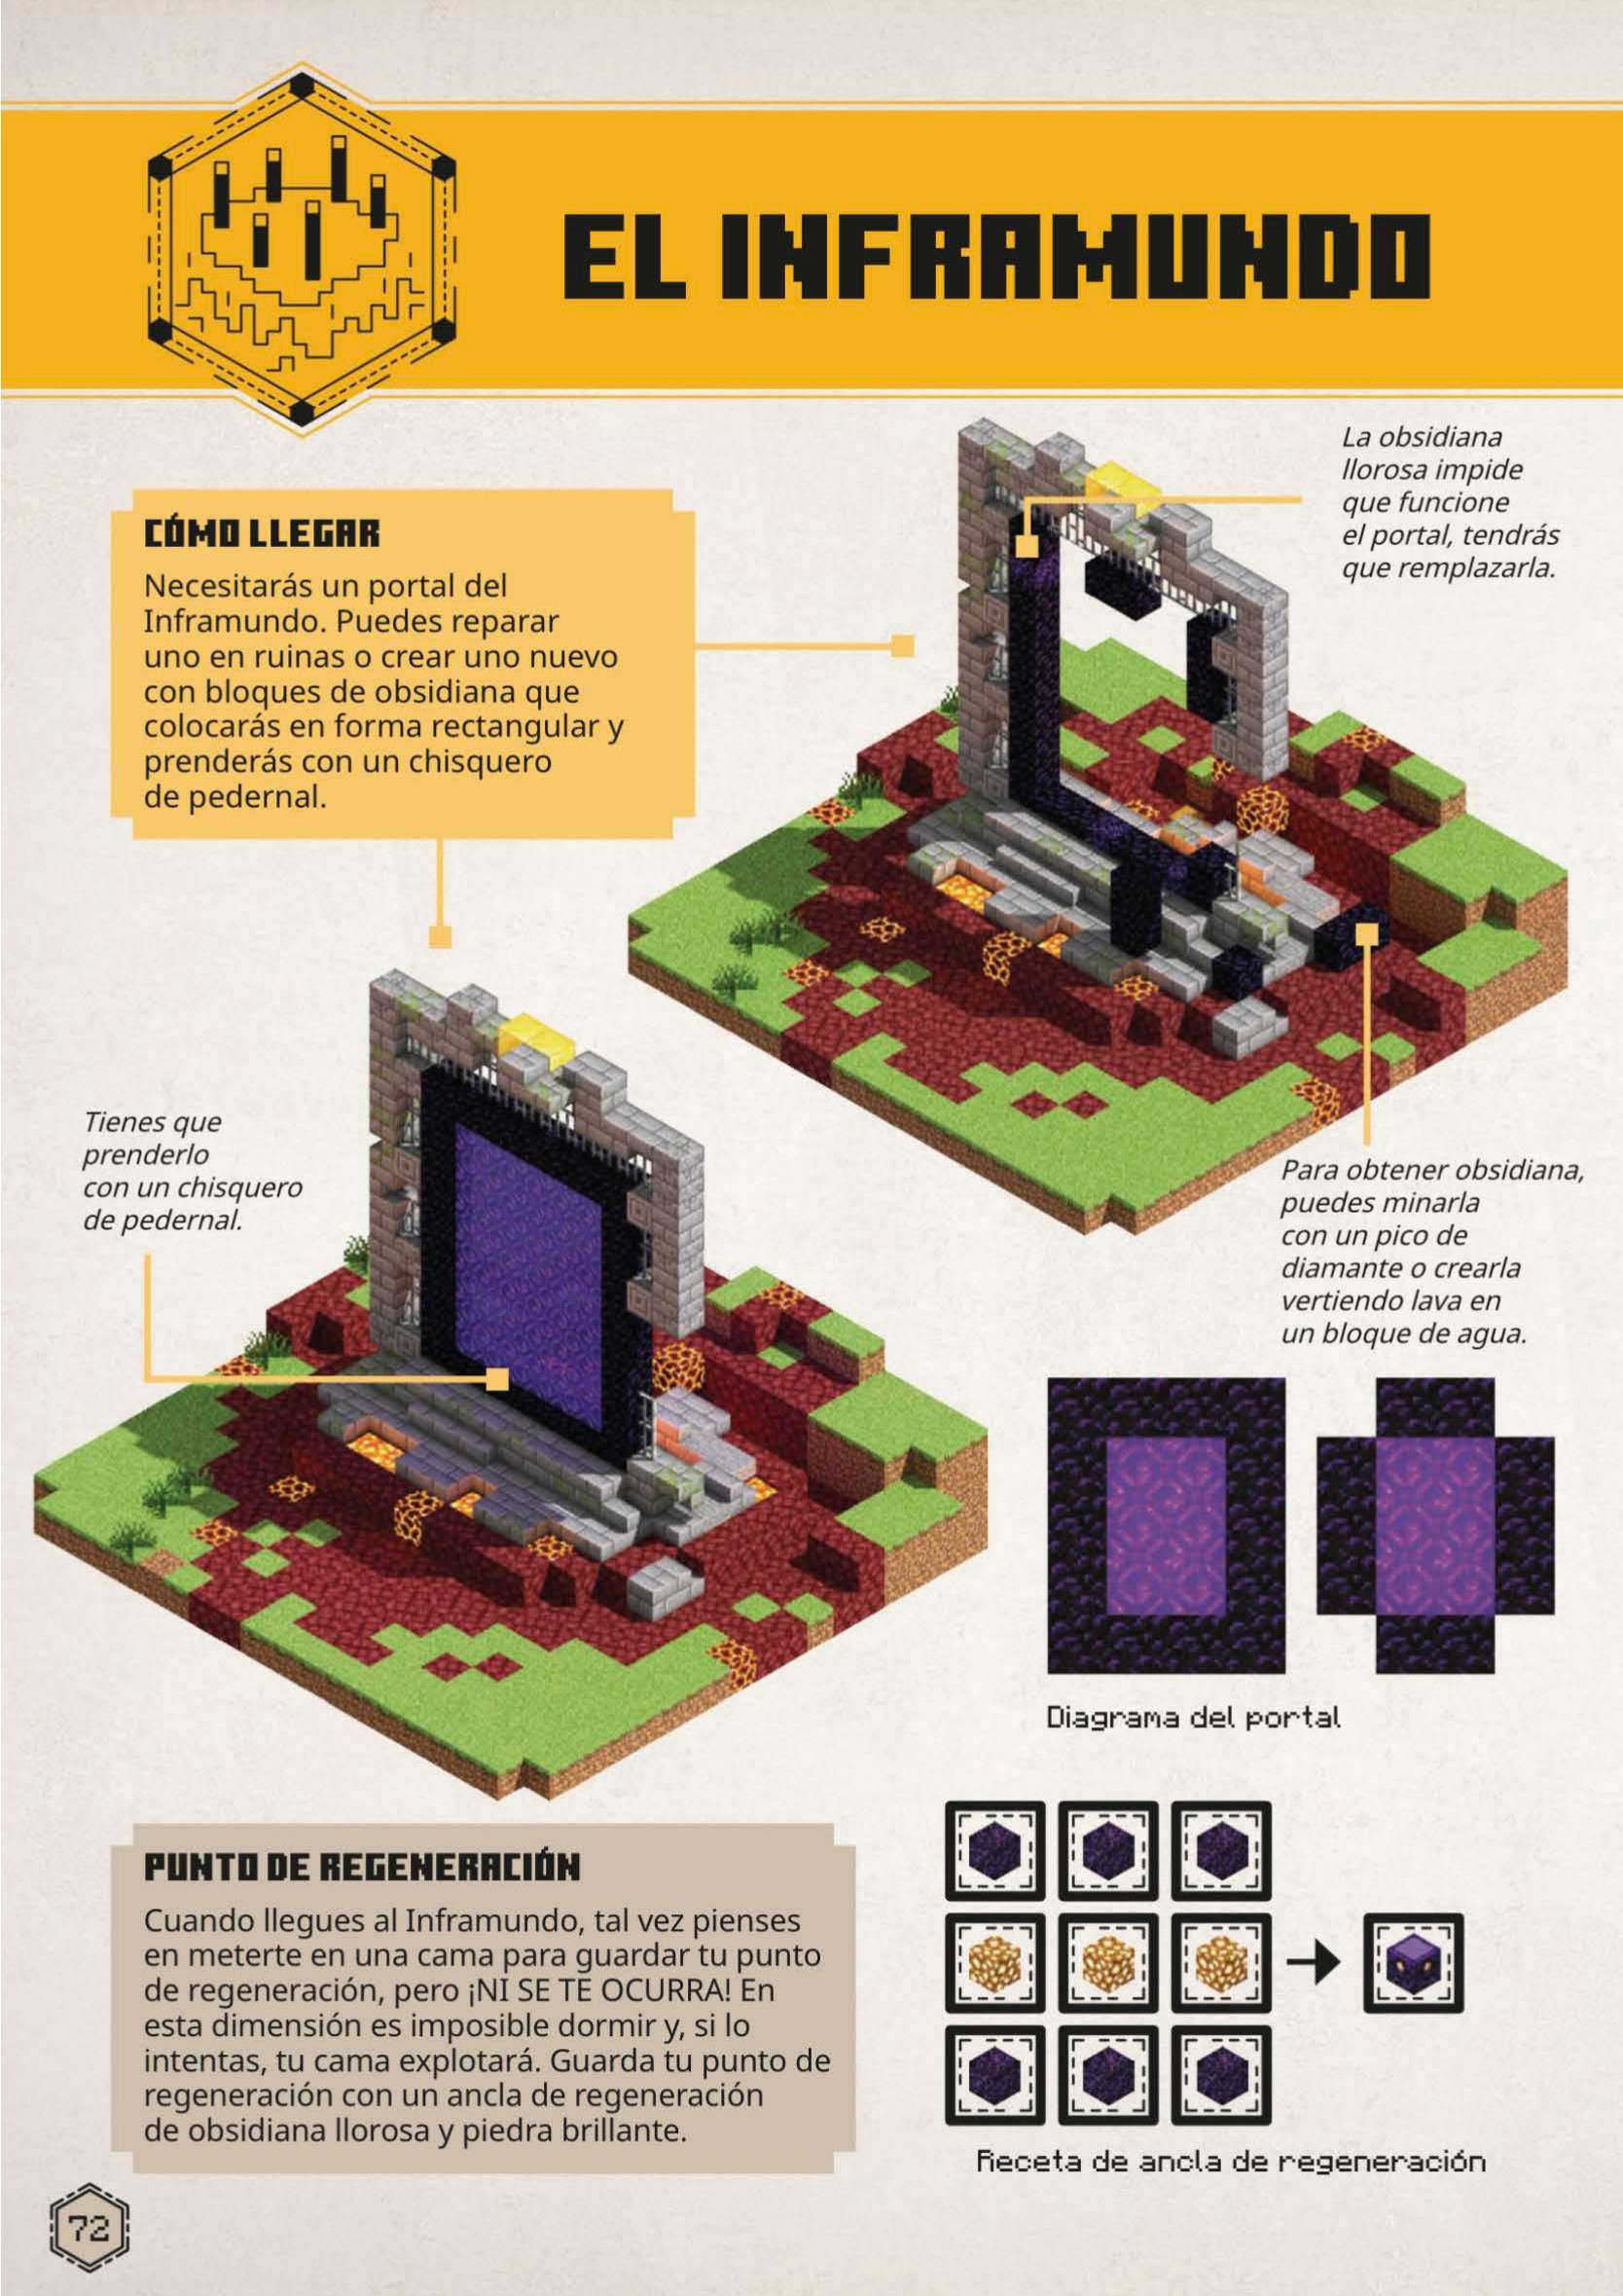 EL INFRAMUNDO
La obsidiana
llorosa impide
que funcione
el portal, tendrás
que remplazarla.
CÓMO LLEGAR
Necesitarás un portal del
Inframundo. Puedes reparar
uno en ruinas o crear uno nuevo
con bloques de obsidiana que
colocarás en forma rectangular y
prenderás con un chisquero
de pedernal.
Tienes que
prenderlo
con un chisquero
de pedernal.
Para obtener obsidiana,
puedes minarla
con un pico de
diamante o crearla
vertiendo lava en
un bloque de agua.
Diagrama del portal
PUNTO DE REGENERACIÓN
Cuando llegues al Inframundo, tal vez pienses
en meterte en una cama para guardar tu punto
de regeneración, pero ¡NI SE TE OCURRA! En
esta dimensión es imposible dormir y, si lo
intentas, tu cama explotará. Guarda tu punto de
regeneración con un ancla de regeneración
de obsidiana llorosa y piedra brillante.
Receta de ancla de regeneración
72